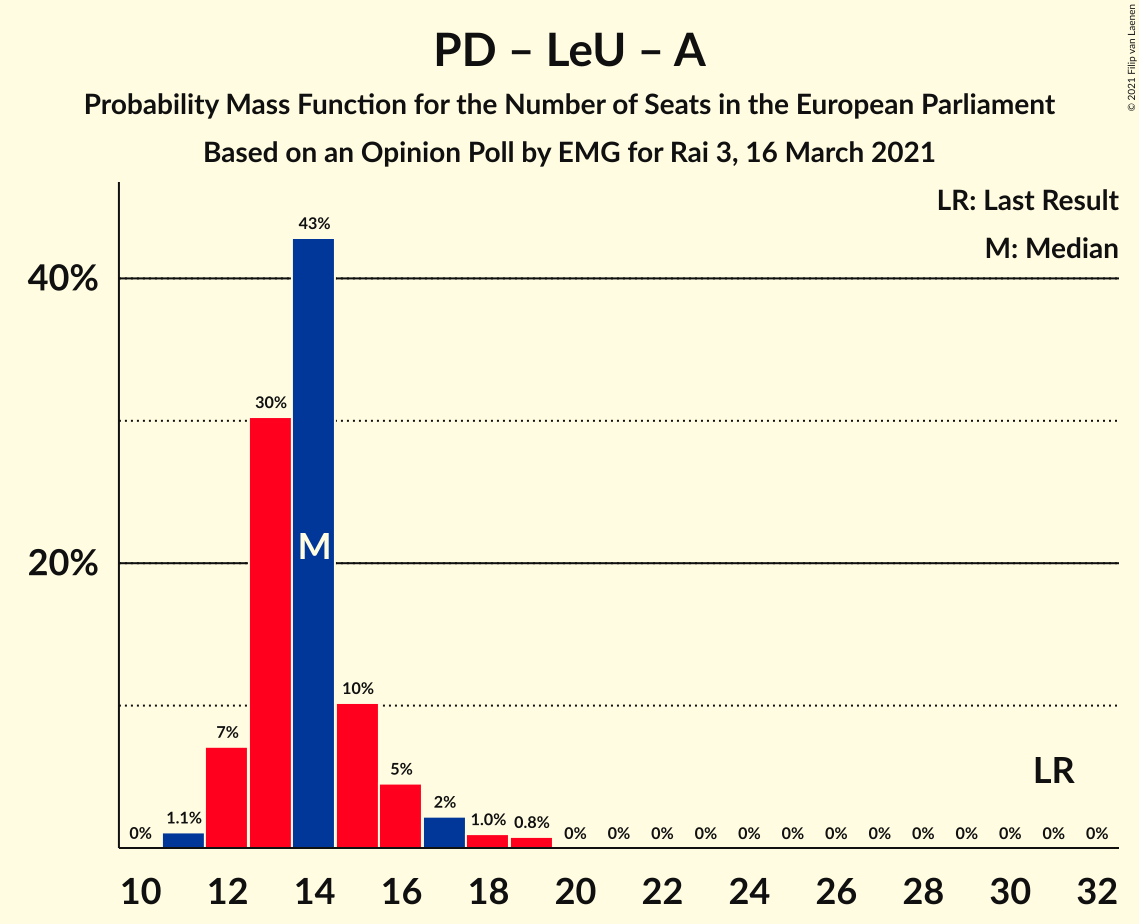 PD – LeU – A
Probability Mass Function for the Number of Seats in the European Parliament
Based on an Opinion Poll by EMG for Rai 3, 16 March 2021
© 2021 Filip van Laenen
LR: Last Result
M: Median
40%
20%
0% 1.1% 7% 30% 43% 10% 5% 2% 1.0% 0.8% 0% 0% 0% 0% 0% 0% 0% 0% 0% 0% 0% 0% 0%
M
LR
10 12 14 16 18 20 22 24 26 28 30 32